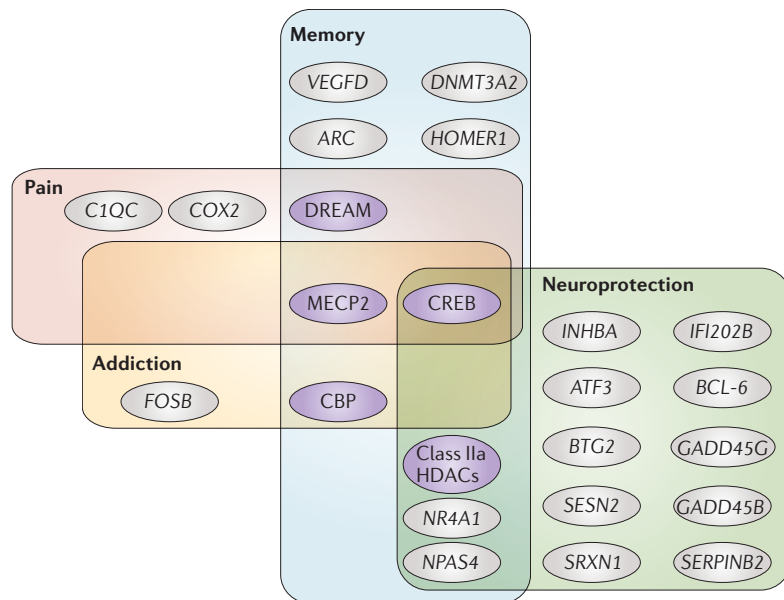 Memory
VEGFD
DNMT3A2
ARC
HOMER1
Pain
C1QC
COX2
DREAM
MECP2
CREB
Neuroprotection
INHBA
IFI202B
Addiction
FOSB
CBP
ATF3
BCL-6
BTG2
GADD45G
Class IIa
HDACs
SESN2
GADD45B
NR4A1
NPAS4
SRXN1
SERPINB2